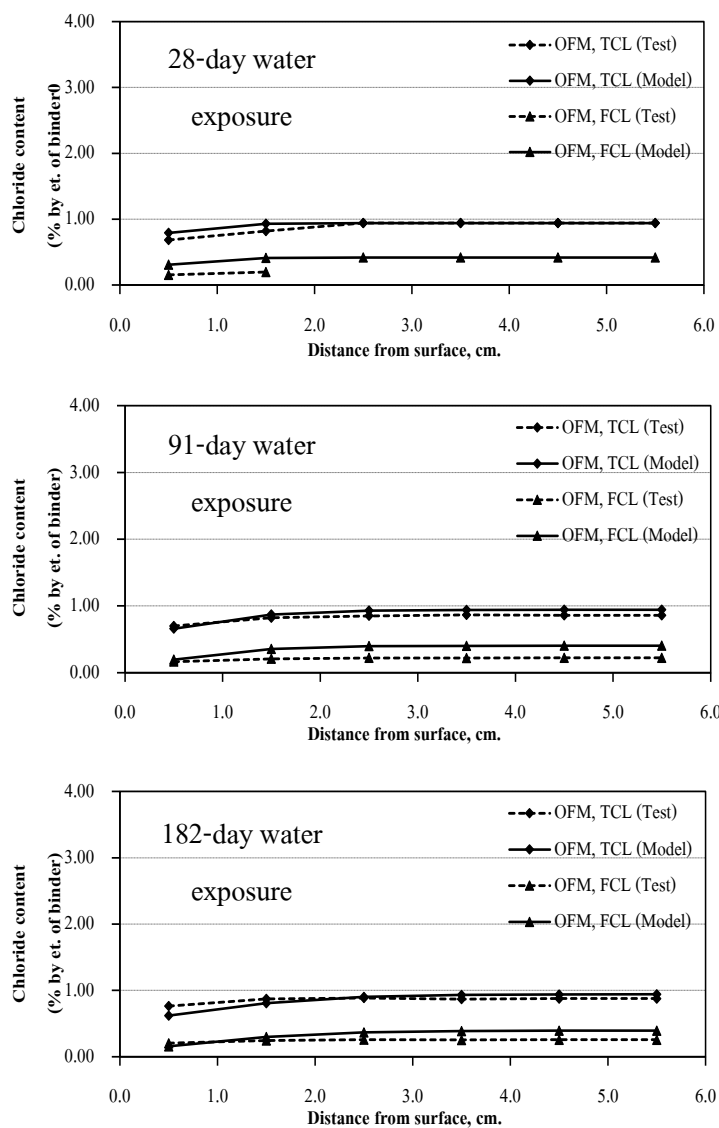 4.00
3.00
2.00
1.00
0.00
0.0 1.0 2.0 3.0 4.0 5.0 6.0
Chloride content
(% by et. of binder0
Distance from surface, cm.
28-day water
exposure
OFM, TCL (Test)
OFM, TCL (Model)
OFM, FCL (Test)
OFM, FCL (Model)
4.00
3.00
2.00
1.00
0.00
0.0 1.0 2.0 3.0 4.0 5.0 6.0
Chloride content
(% by et. of binder)
Distance from surface, cm.
91-day water
exposure
OFM, TCL (Test)
OFM, TCL (Model)
OFM, FCL (Test)
OFM, FCL (Model)
4.00
3.00
2.00
1.00
0.00
0.0 1.0 2.0 3.0 4.0 5.0 6.0
Chloride content
(% by et. of binder)
Distance from surface, cm.
182-day water
exposure
OFM, TCL (Test)
OFM, TCL (Model)
OFM, FCL (Test)
OFM, FCL (Model)